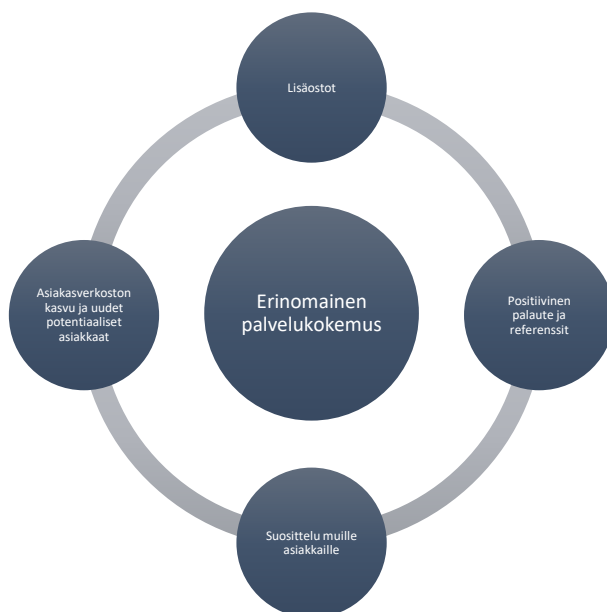 Lisäostot
Asiakasverkoston
kasvu ja uudet
potentiaaliset
asiakkaat
Erinomainen
palvelukokemus
Positiivinen
palaute ja
referenssit
Suosittelu muille
asiakkaille